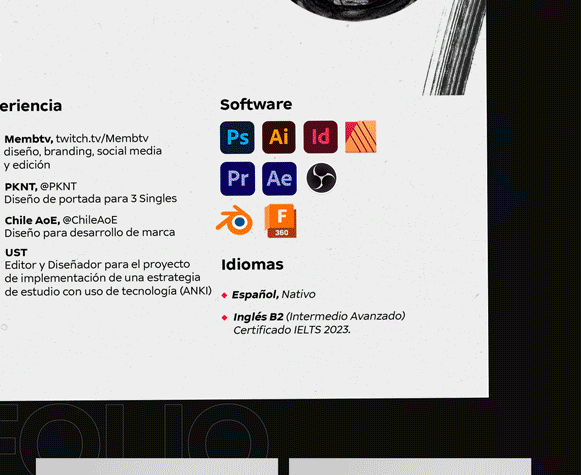 eriencia
Membtv, twitch.tv/Membtv
diseño, branding, social media
y edición
PKNT, @PKNT
Diseño de portada para 3 Singles
Chile AoE, @ChileAoE
Diseño para desarrollo de marca
UST
Editor y Diseñador para el proyecto
de implementación de una estrategia
de estudio con uso de tecnología (ANKI)
Software
Ps Ai Id
Pr Ae
F
360
Idiomas
Español, Nativo
Inglés B2 (Intermedio Avanzado)
Certificado IELTS 2023.
FOLIO